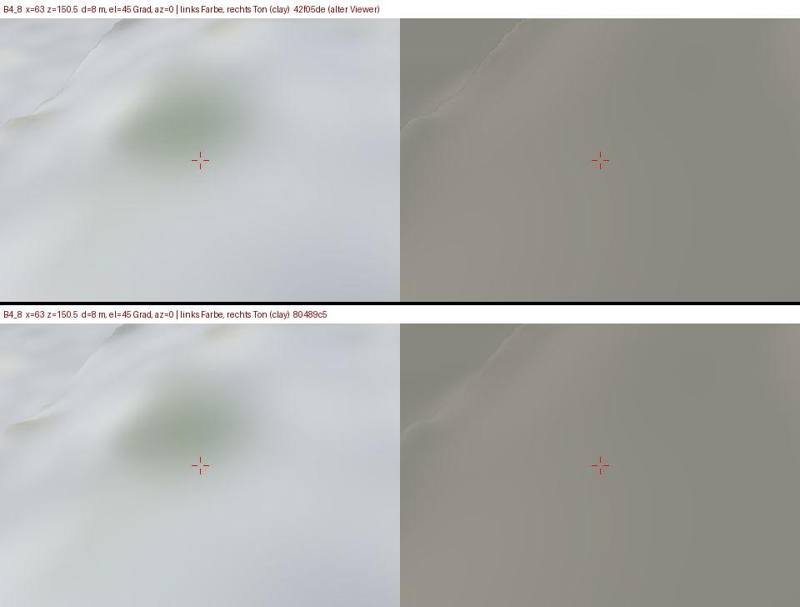 B4_8 x=63 z=150.5 d=8 m, el=45 Grad, az=0 | links Farbe, rechts Ton (clay) 42f05de (alter Viewer)
B4_8 x=63 z=150.5 d=8 m, el=45 Grad, az=0 | links Farbe, rechts Ton (clay) 80489c5